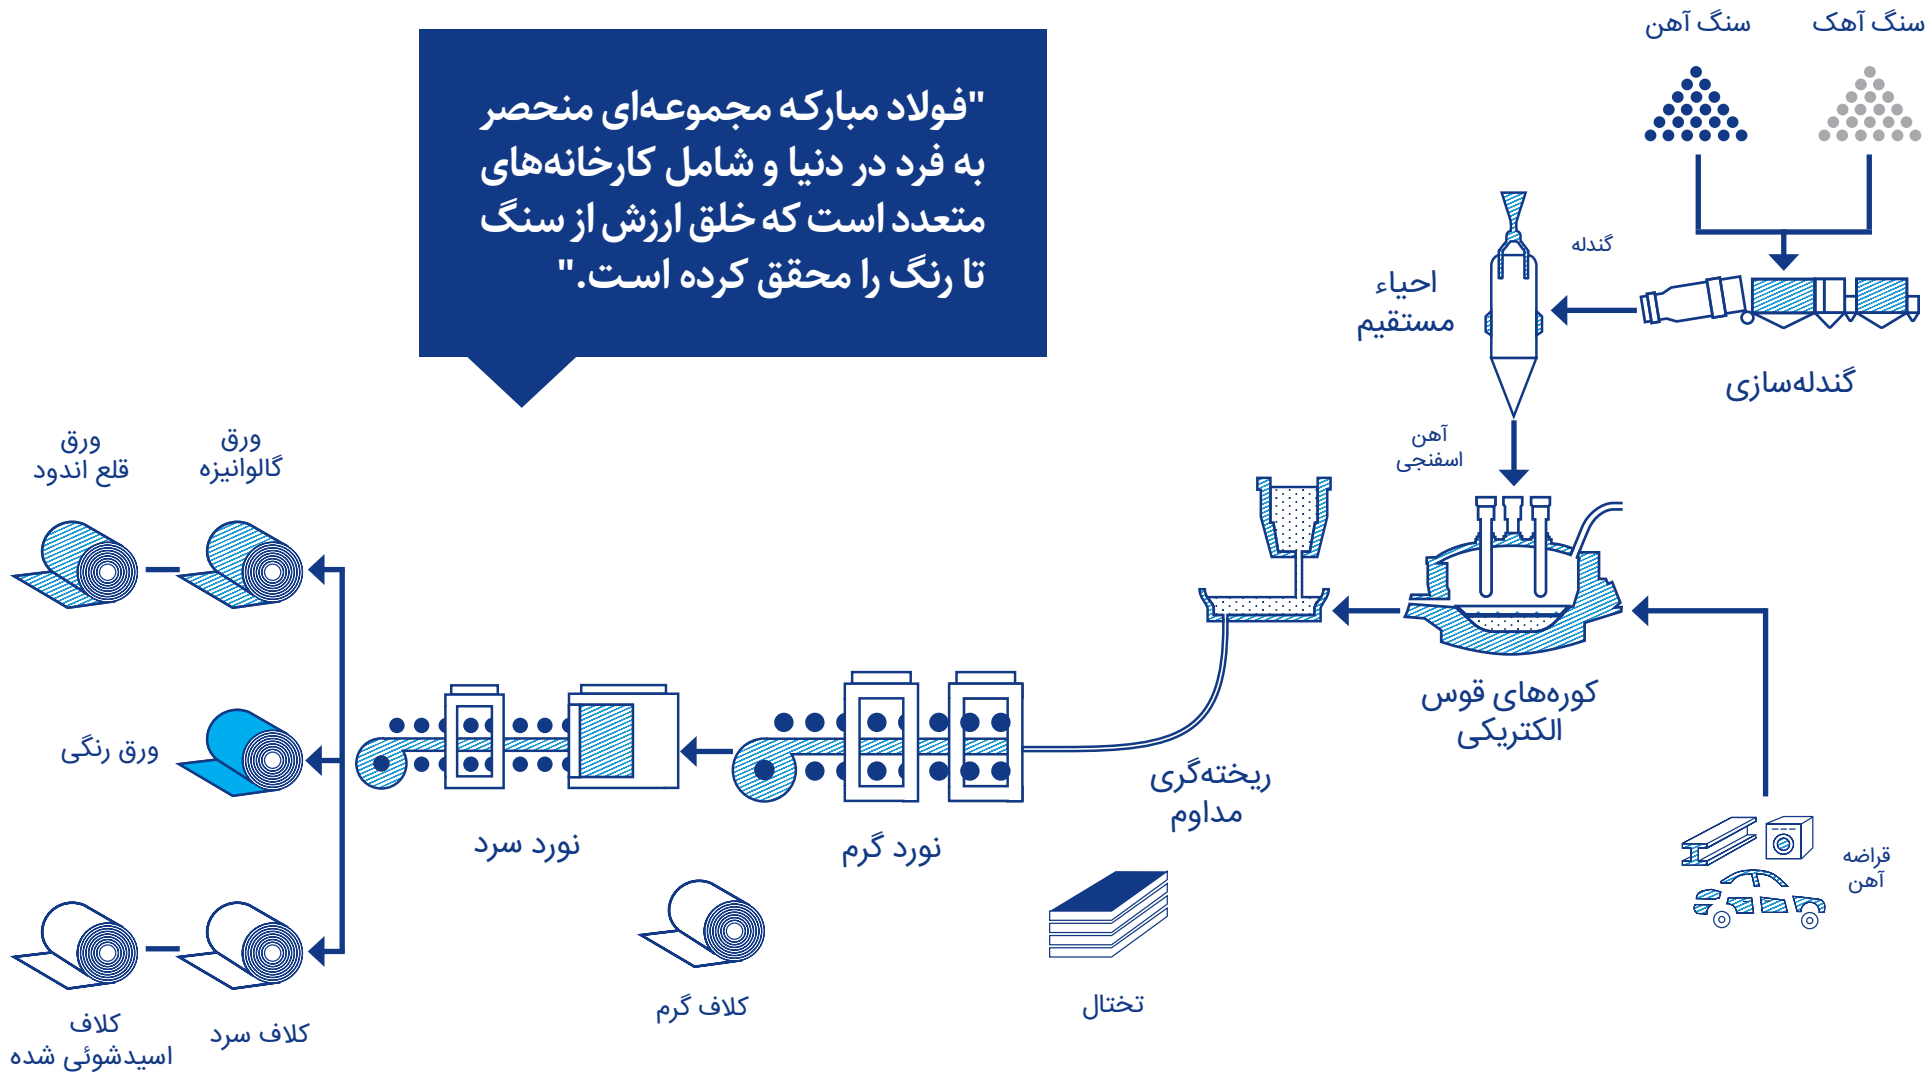 سنگ آهک
سنگ آهن
"فولاد مبارکه مجموعه‌ای منحصر
به فرد در دنیا و شامل کارخانه‌های
متعدد است که خلق ارزش از سنگ
تا رنگ را محقق کرده است."
گندله
احیاء
مستقیم
گندله‌سازی
آهن
اسفنجی
ورق
گالوانیزه
ورق
قلع اندود
کوره‌های قوس
الکتریکی
ریخته‌گری
مداوم
ورق رنگی
نورد گرم
نورد سرد
قراضه
آهن
تختال
کلاف گرم
کلاف سرد
کلاف
اسیدشوئی شده